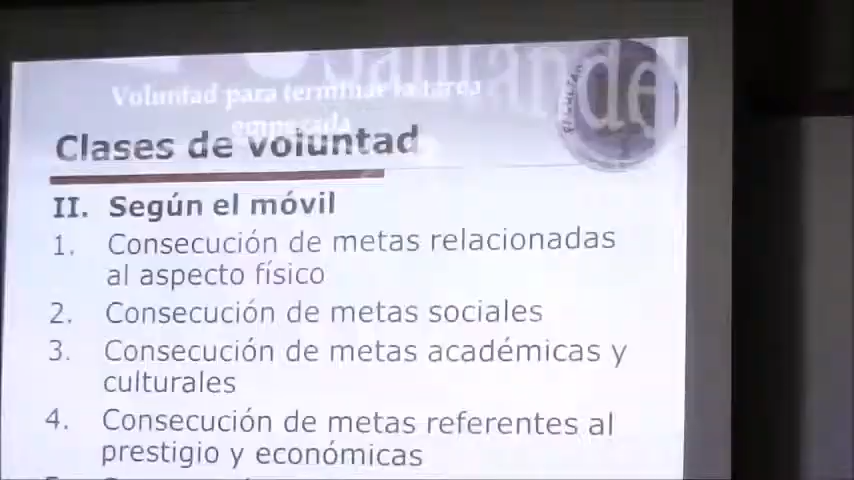 Santander
Voluntad para terminar la tarea
empezada
Clases de voluntad
II. Según el móvil
1. Consecución de metas relacionadas
al aspecto físico
2. Consecución de metas sociales
3. Consecución de metas académicas y
culturales
4. Consecución de metas referentes al
prestigio y económicas